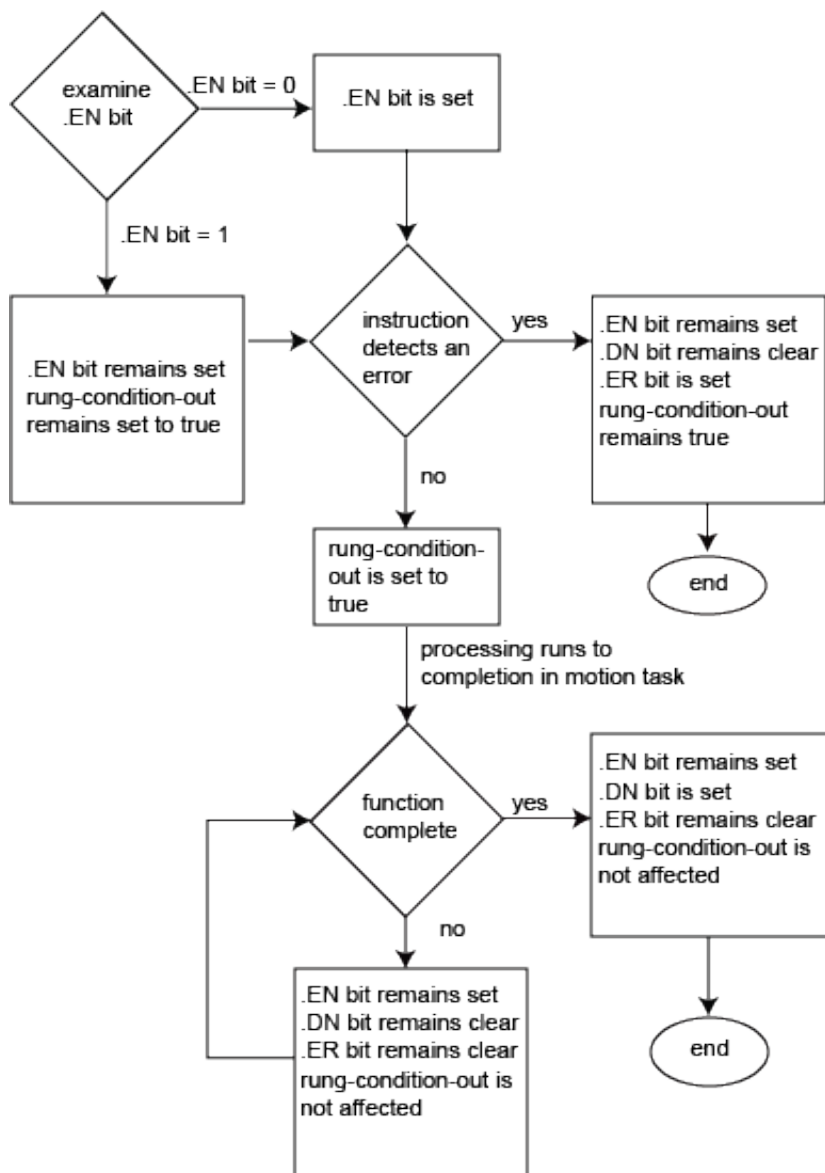 examine
.EN bit
.EN bit = 0
.EN bit is set
.EN bit = 1
.EN bit remains set
rung-condition-out
remains set to true
instruction
detects an
error
yes
.EN bit remains set
.DN bit remains clear
.ER bit is set
rung-condition-out
remains true
no
end
rung-condition-
out is set to
true
processing runs to
completion in motion task
function
complete
yes
.EN bit remains set
.DN bit is set
.ER bit remains clear
rung-condition-out is
not affected
no
.EN bit remains set
.DN bit remains clear
.ER bit remains clear
rung-condition-out is
not affected
end